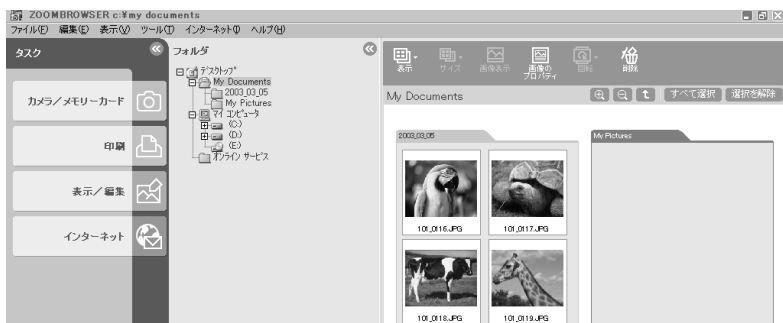 ZOOMBROWSER c:¥my documents
ファイル(F) 編集(E) 表示(V) ツール(T) インターネット(I) ヘルプ(H)
タスク
カメラ／メモリーカード
印刷
表示／編集
インターネット
フォルダ
デスクトップ
My Documents
2003_03_05
My Pictures
マイ コンピュータ
(C:)
(D:)
(E:)
オンライン サービス
表示 サイズ 画像表示 画像のプロパティ 回転 削除
My Documents すべて選択 選択を解除
2003_03_05 My Pictures
101_0116.JPG 101_0117.JPG
101_0118.JPG 101_0119.JPG